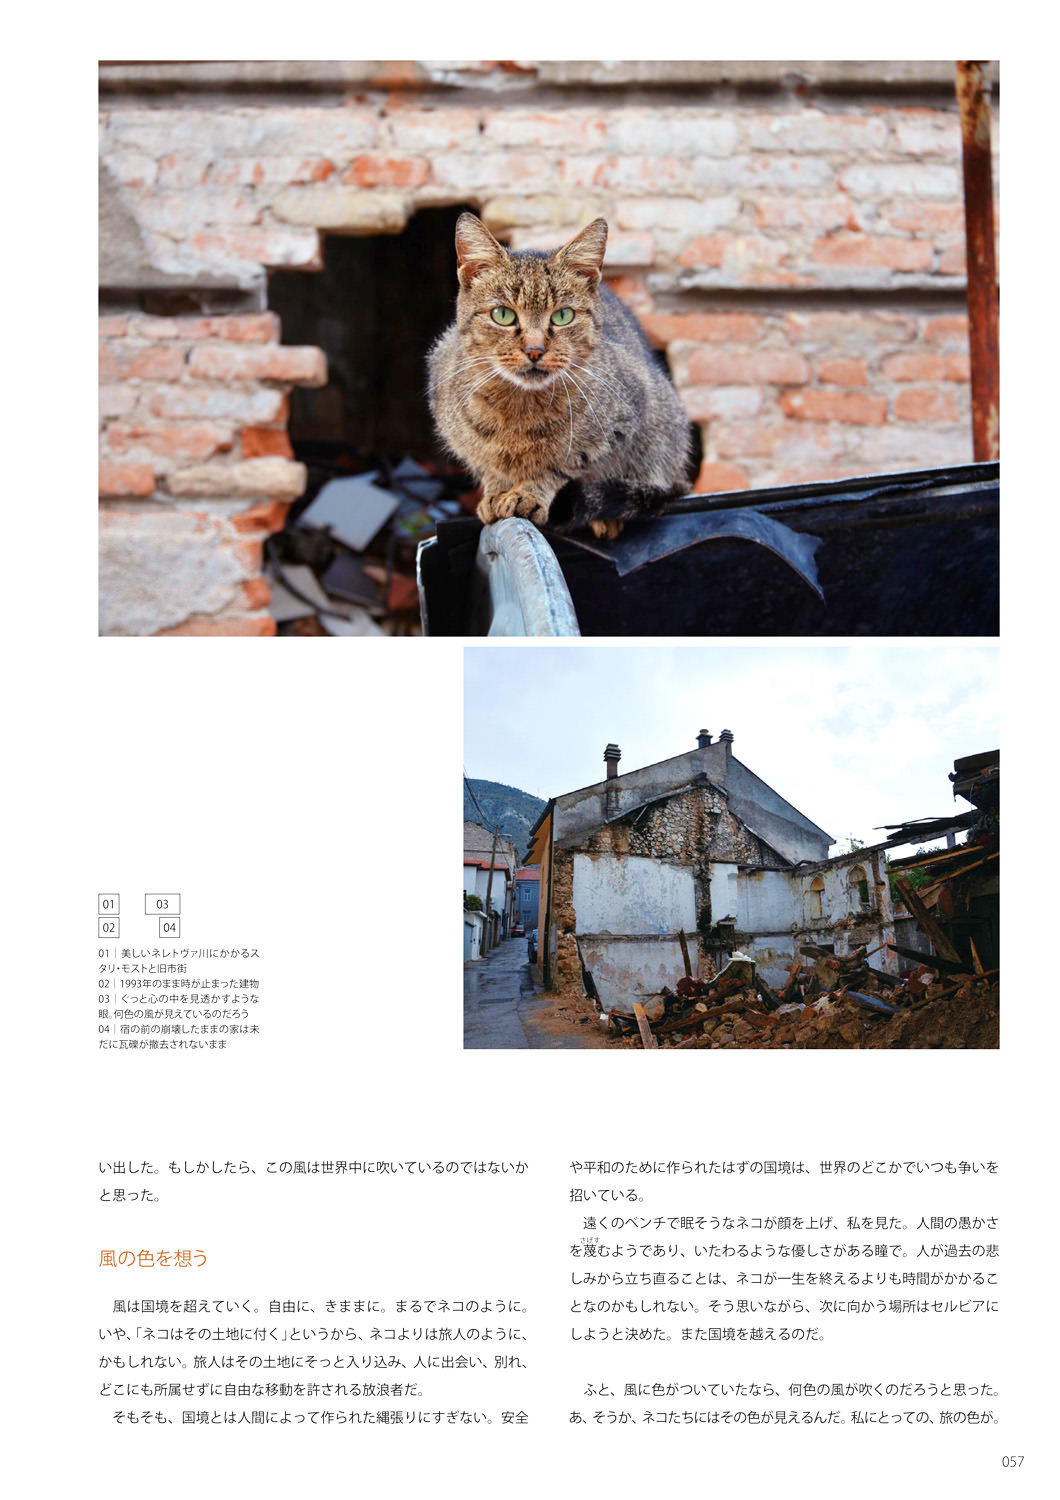 01
03
02
04
01｜美しいネレトヴァ川にかかるス
タリ・モストと旧市街
02｜1993年のまま時が止まった建物
03｜ぐっと心の中を見透かすような
眼。何色の風が見えているのだろう
04｜宿の前の崩壊したままの家は未
だに瓦礫が撤去されないまま
い出した。もしかしたら、この風は世界中に吹いているのではないか
と思った。
風の色を想う
風は国境を超えていく。自由に、きままに。まるでネコのように。
いや、「ネコはその土地に付く」というから、ネコよりは旅人のように、
かもしれない。旅人はその土地にそっと入り込み、人に出会い、別れ、
どこにも所属せずに自由な移動を許される放浪者だ。
そもそも、国境とは人間によって作られた縄張りにすぎない。安全
や平和のために作られたはずの国境は、世界のどこかでいつも争いを
招いている。
遠くのベンチで眠そうなネコが顔を上げ、私を見た。人間の愚かさ
さげす
を蔑むようであり、いたわるような優しさがある瞳で。人が過去の悲
しみから立ち直ることは、ネコが一生を終えるよりも時間がかかるこ
となのかもしれない。そう思いながら、次に向かう場所はセルビアに
しようと決めた。また国境を越えるのだ。
ふと、風に色がついていたなら、何色の風が吹くのだろうと思った。
あ、そうか、ネコたちにはその色が見えるんだ。私にとっての、旅の色が。
057